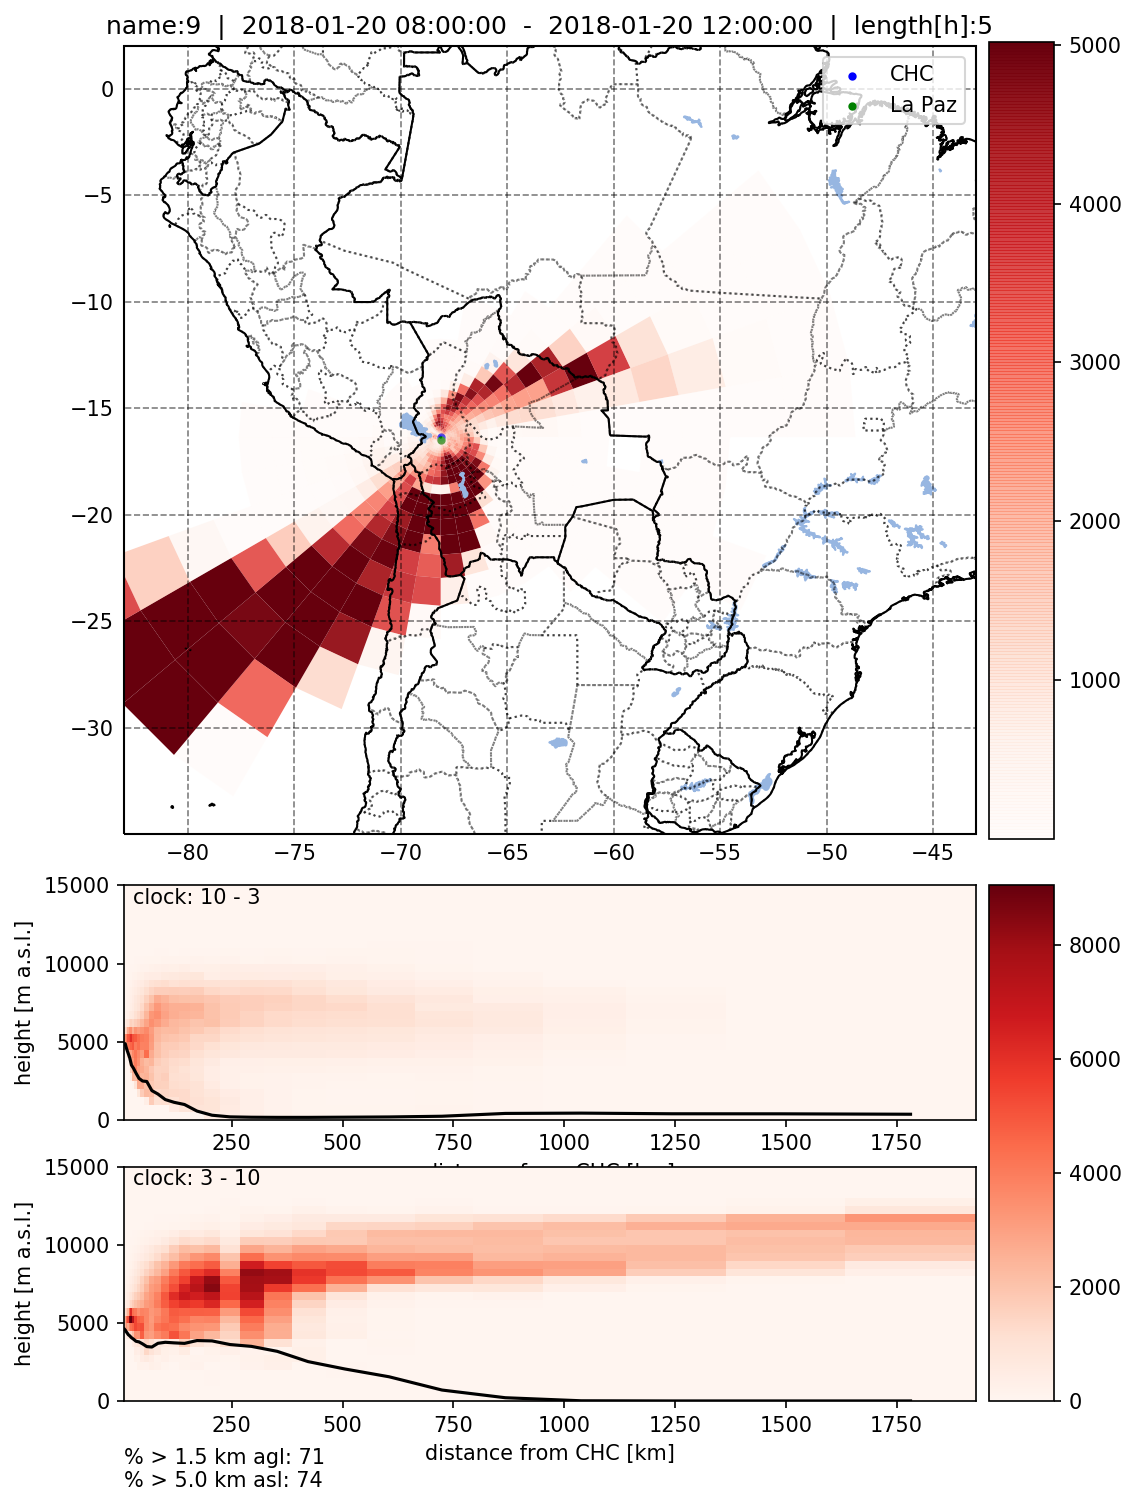 name:9 | 2018-01-20 08:00:00 - 2018-01-20 12:00:00 | length[h]:5
CHC
La Paz
0
−5
−10
−15
−20
−25
−30
−80 −75 −70 −65 −60 −55 −50 −45
5000
4000
3000
2000
1000
clock: 10 - 3
height [m a.s.l.]
15000
10000
5000
0
250 500 750 1000 1250 1500 1750
distance from CHC [km]
clock: 3 - 10
height [m a.s.l.]
15000
10000
5000
0
250 500 750 1000 1250 1500 1750
distance from CHC [km]
8000
6000
4000
2000
0
% > 1.5 km agl: 71
% > 5.0 km asl: 74